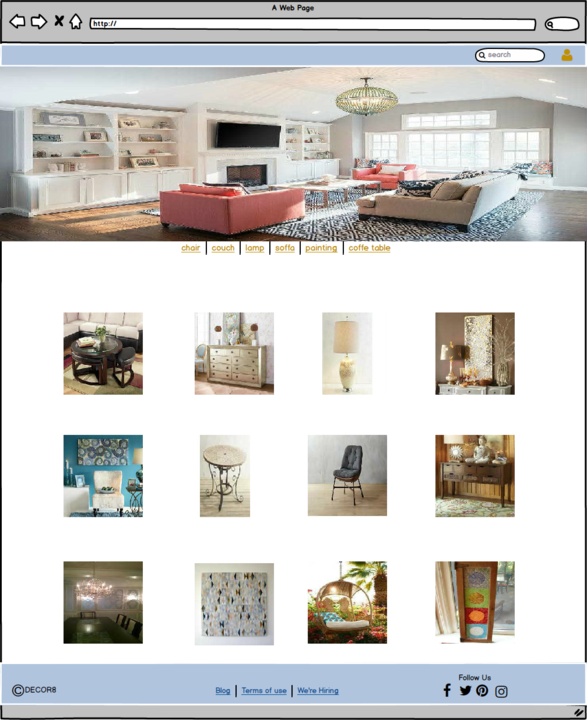 A Web Page
http://
search
chair couch lamp soffa painting coffe table
Follow Us
©DECOR8
Blog Terms of use We're Hiring